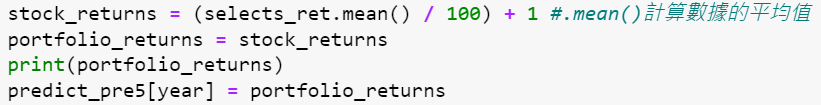 stock_returns = (selects_ret.mean() / 100) + 1 #.mean()計算數據的平均值
portfolio_returns = stock_returns
print(portfolio_returns)
predict_pre5[year] = portfolio_returns